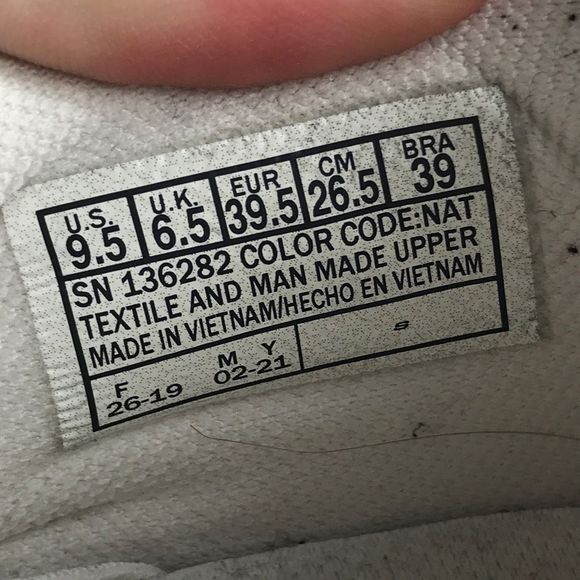 U.S. U.K. EUR CM BRA
9.5 6.5 39.5 26.5 39
SN 136282 COLOR CODE:NAT
TEXTILE AND MAN MADE UPPER
MADE IN VIETNAM/HECHO EN VIETNAM
F M Y S
26-19 02-21